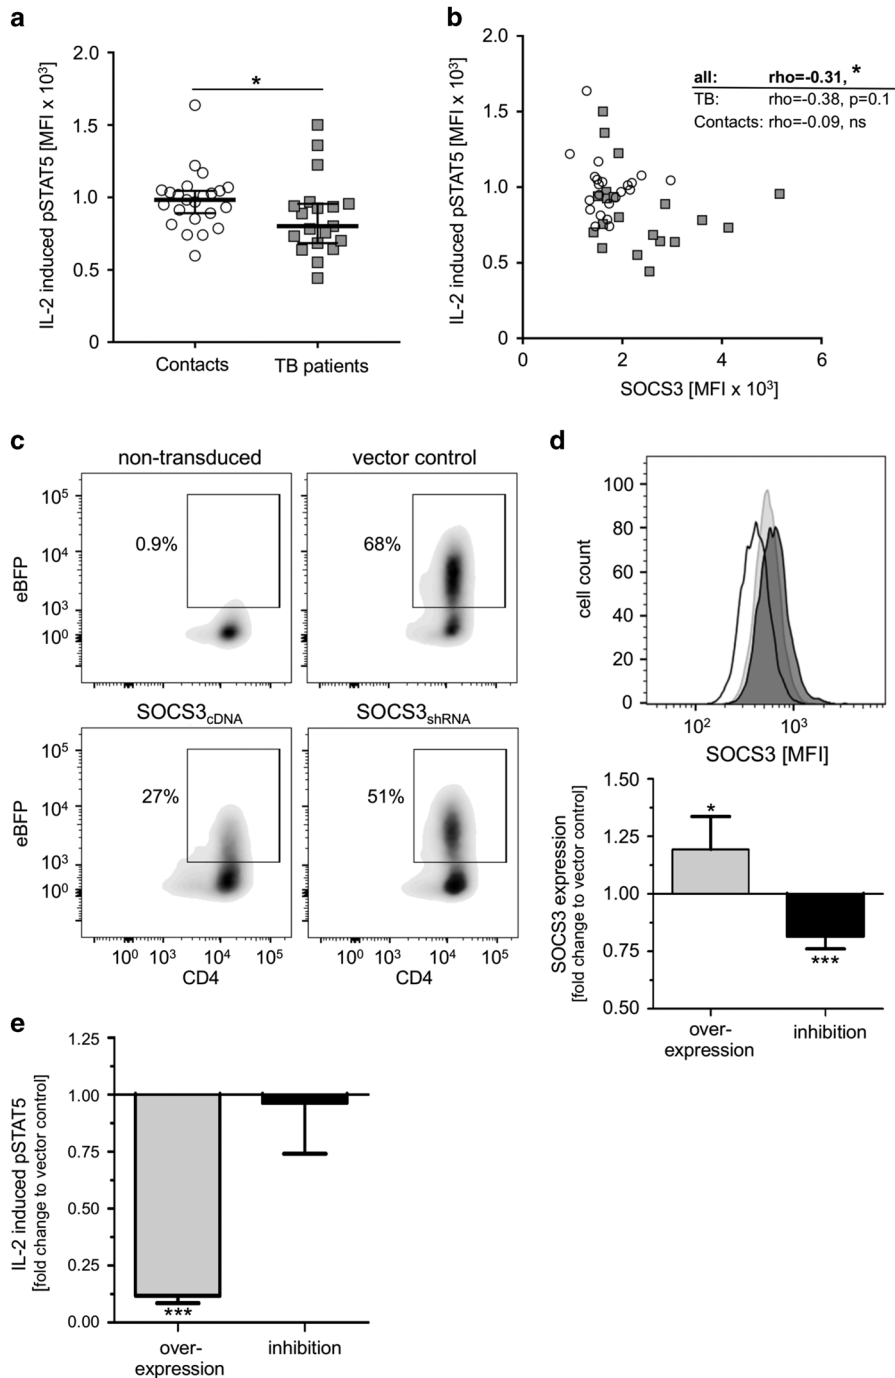 a
IL-2 induced pSTAT5 [MFI x 10³]
2.0
1.5
1.0
0.5
0
*
Contacts
TB patients
b
IL-2 induced pSTAT5 [MFI x 10³]
2.0
1.5
1.0
0.5
0
all: rho=-0.31, *
TB: rho=-0.38, p=0.1
Contacts: rho=-0.09, ns
0 2 4 6
SOCS3 [MFI x 10³]
c
non-transduced
vector control
eBFP
10⁵
10⁴
10³
10⁰
0.9%
68%
SOCS3cDNA
SOCS3shRNA
eBFP
10⁵
10⁴
10³
10⁰
27%
51%
10⁰ 10³ 10⁴ 10⁵
CD4
10⁰ 10³ 10⁴ 10⁵
CD4
d
cell count
100
80
60
40
20
0
10² 10³
SOCS3 [MFI]
SOCS3 expression
[fold change to vector control]
1.50
1.25
1.00
0.75
0.50
*
***
over-
expression
inhibition
e
IL-2 induced pSTAT5
[fold change to vector control]
1.25
1.00
0.75
0.50
0.25
0.00
***
over-
expression
inhibition